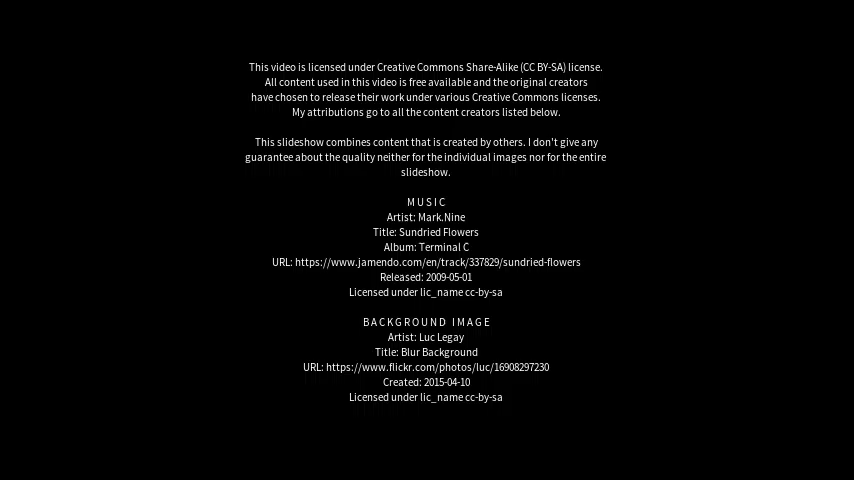 This video is licensed under Creative Commons Share-Alike (CC BY-SA) license.
All content used in this video is free available and the original creators
have chosen to release their work under various Creative Commons licenses.
My attributions go to all the content creators listed below.
This slideshow combines content that is created by others. I don't give any
guarantee about the quality neither for the individual images nor for the entire
slideshow.
MUSIC
Artist: Mark.Nine
Title: Sundried Flowers
Album: Terminal C
URL: https://www.jamendo.com/en/track/337829/sundried-flowers
Released: 2009-05-01
Licensed under lic_name cc-by-sa
BACKGROUND IMAGE
Artist: Luc Legay
Title: Blur Background
URL: https://www.flickr.com/photos/luc/16908297230
Created: 2015-04-10
Licensed under lic_name cc-by-sa